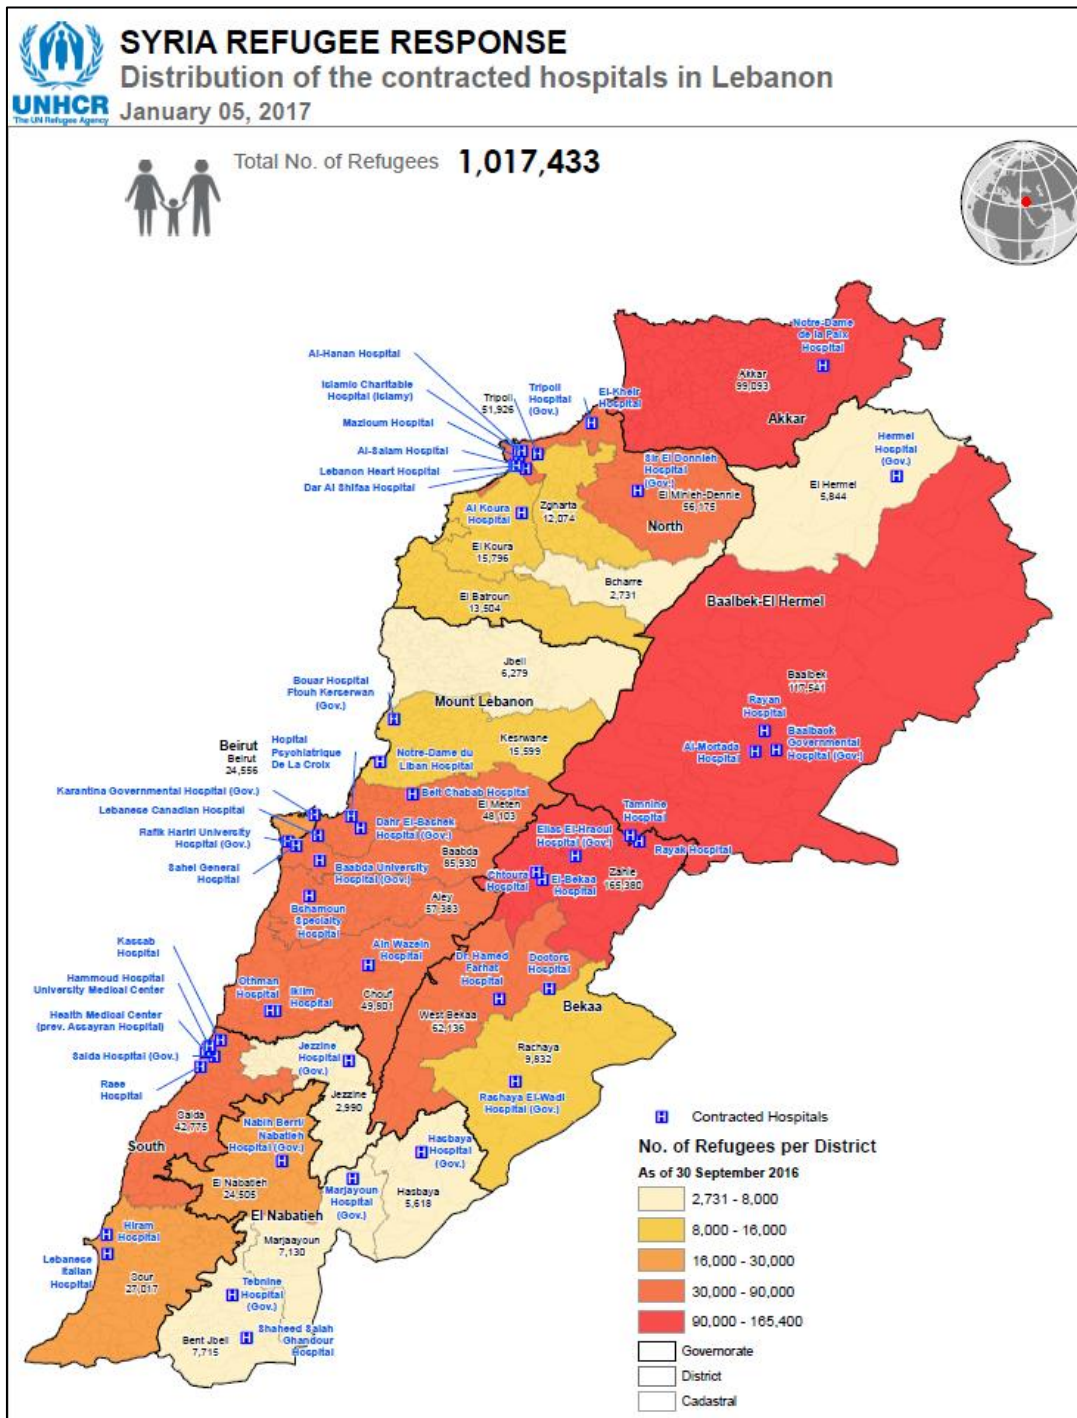 SYRIA REFUGEE RESPONSE
Distribution of the contracted hospitals in Lebanon
January 05, 2017
UNHCR
The UN Refugee Agency
Total No. of Refugees 1,017,433
Notre-Dame
de la Paix
Hospital
Akkar
99,093
Akkar
Al-Hanan Hospital
Islamic Charitable
Hospital (Islamy)
Mazloum Hospital
Al-Salam Hospital
Lebanon Heart Hospital
Dar Al Shifaa Hospital
Tripoli
51,926
Tripoli
Hospital
(Gov.)
El-Kheir
Hospital
Hermel
Hospital
(Gov.)
El Hermel
5,844
Sir El Donnieh
Hospital
(Gov.)
El Minieh-Dennie
56,175
North
Al Koura
Hospital
Zgharta
12,074
El Koura
15,796
Bcharre
2,731
El Batroun
13,504
Baalbek-El Hermel
Jbeil
6,279
Baalbek
117,541
Rayan
Hospital
Al-Mortada
Hospital
Baalbaok
Governmental
Hospital (Gov.)
Bouar Hospital
Ftouh Kerserwan
(Gov.)
Mount Lebanon
Kesrwane
15,599
Beirut
Beirut
24,556
Hopital
Psychiatrique
De La Croix
Notre-Dame du
Liban Hospital
Karantina Governmental Hospital (Gov.)
Lebanese Canadian Hospital
Rafik Hariri University
Hospital (Gov.)
Sahel General
Hospital
Beit Chabab Hospital
El Meten
48,103
Dahr El-Bashek
Hospital (Gov.)
Baabda
85,930
Baabda University
Hospital (Gov.)
Tamnine
Hospital
Elias El-Hraoui
Hospital (Gov.)
Rayak Hospital
Chtoura
Hospital
El-Bekaa
Hospital
Zahle
165,380
Aley
57,383
Bshamoun
Specialty
Hospital
Kassab
Hospital
Hammoud Hospital
University Medical Center
Health Medical Center
(prev. Assayran Hospital)
Saida Hospital (Gov.)
Raee
Hospital
Ain Wazein
Hospital
Othman
Hospital
Iklim
Hospital
Chouf
49,901
Dr. Hamed
Farhat
Hospital
Doctors
Hospital
West Bekaa
62,136
Bekaa
Rachaya
9,832
Rashaya El-Wadi
Hospital (Gov.)
Jezzine
Hospital
(Gov.)
Jezzine
2,990
Saida
42,775
South
Nabih Berri
Nabatieh
Hospital (Gov.)
El Nabatieh
24,505
El Nabatieh
Hasbaya
Hospital
(Gov.)
Hasbaya
5,618
Marjayoun
Hospital
(Gov.)
Marjaayoun
7,130
Hiram
Hospital
Lebanese
Italian
Hospital
Sour
27,017
Tebnine
Hospital
(Gov.)
Bent Jbeil
7,715
Shaheed Salah
Ghandour
Hospital
H Contracted Hospitals
No. of Refugees per District
As of 30 September 2016
2,731 - 8,000
8,000 - 16,000
16,000 - 30,000
30,000 - 90,000
90,000 - 165,400
Governorate
District
Cadastral